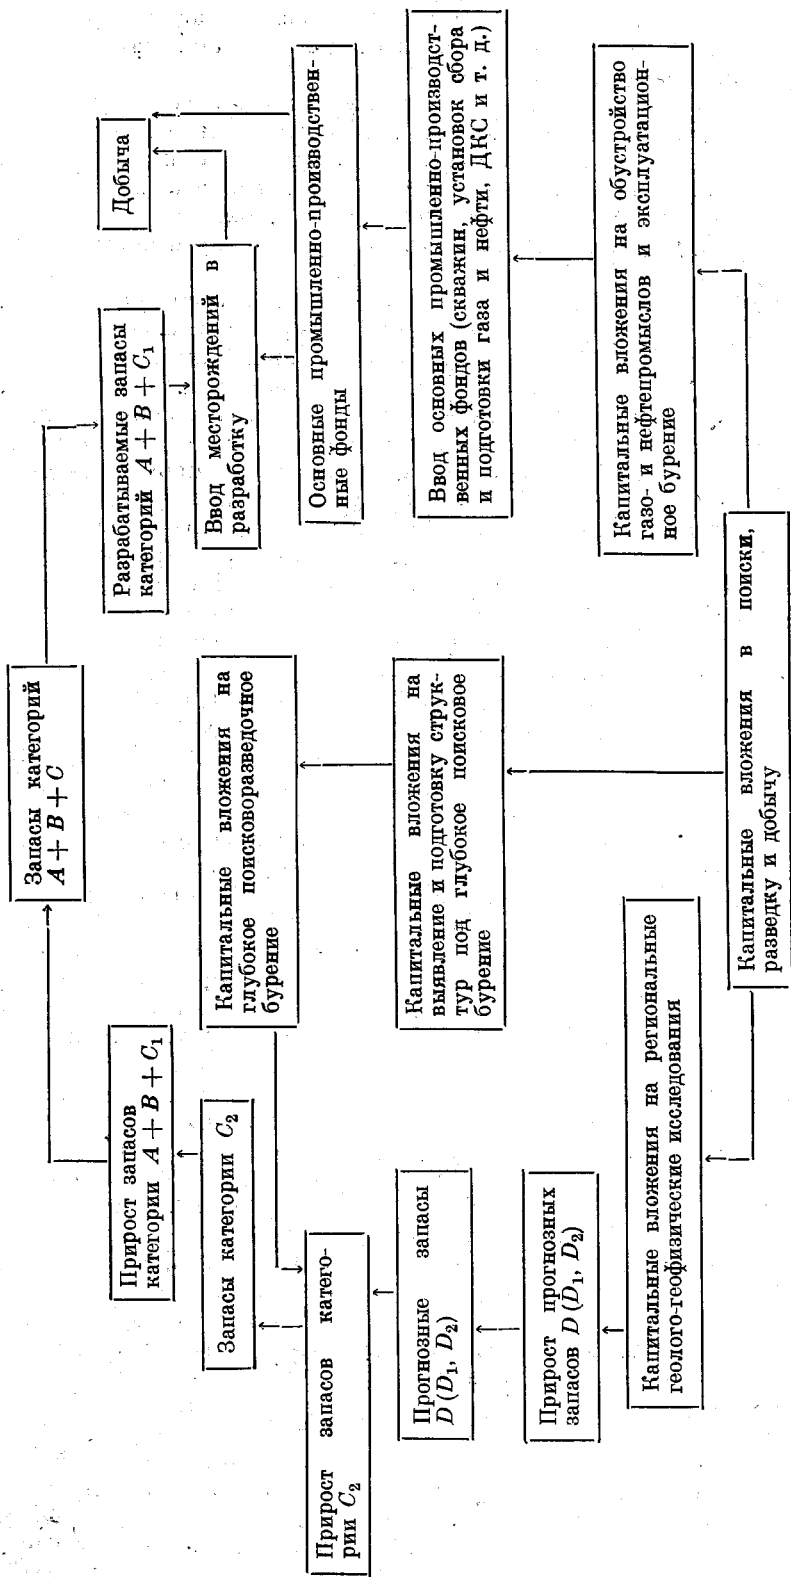 Запасы категорий
A + B + C
Прирост запасов
категории A + B + C₁
Разрабатываемые запасы
категорий A + B + C₁
Добыча
Запасы категории C₂
Капитальные вложения на
глубокое поисковоразведочное
бурение
Ввод месторождений в
разработку
Прирост запасов катего-
рии C₂
Основные промышленно-производствен-
ные фонды
Прогнозные запасы
D (D₁, D₂)
Капитальные вложения на
выявление и подготовку струк-
тур под глубокое поисковое
бурение
Ввод основных промышленно-производст-
венных фондов (скважин, установок сбора
и подготовки газа и нефти, ДКС и т. д.)
Прирост прогнозных
запасов D (D₁, D₂)
Капитальные вложения на региональные
геолого-геофизические исследования
Капитальные вложения на обустройство
газо- и нефтепромыслов и эксплуатацион-
ное бурение
Капитальные вложения в поиски,
разведку и добычу